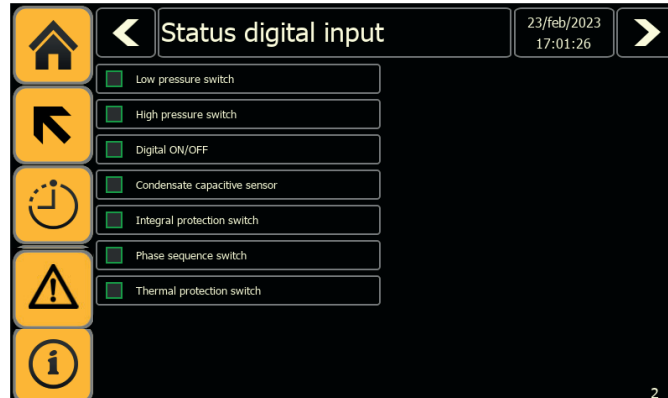 Status digital input
23/feb/2023
17:01:26
Low pressure switch
High pressure switch
Digital ON/OFF
Condensate capacitive sensor
Integral protection switch
Phase sequence switch
Thermal protection switch
2